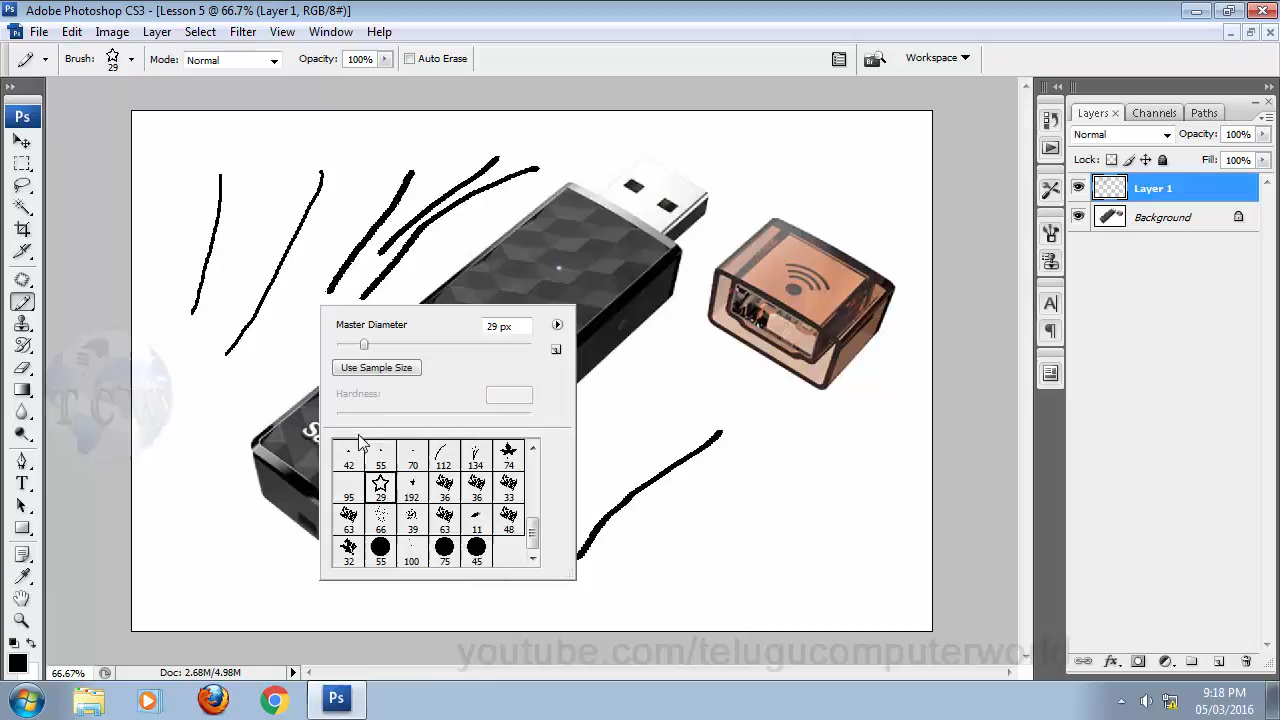 Adobe Photoshop CS3 - [Lesson 5 @ 66.7% (Layer 1, RGB/8#)]
File Edit Image Layer Select Filter View Window Help
Brush: 29 Mode: Normal Opacity: 100% Auto Erase Workspace
Ps
Layers Channels Paths
Normal Opacity: 100%
Lock: Fill: 100%
Layer 1
Background
Master Diameter 29 px
Use Sample Size
Hardness:
42 55 70 112 134 74
95 29 192 36 36 33
63 66 39 63 11 48
32 55 100 75 45
TCW
youtube.com/telugucomputerworld
66.67% Doc: 2.68M/4.98M
9:18 PM
05/03/2016